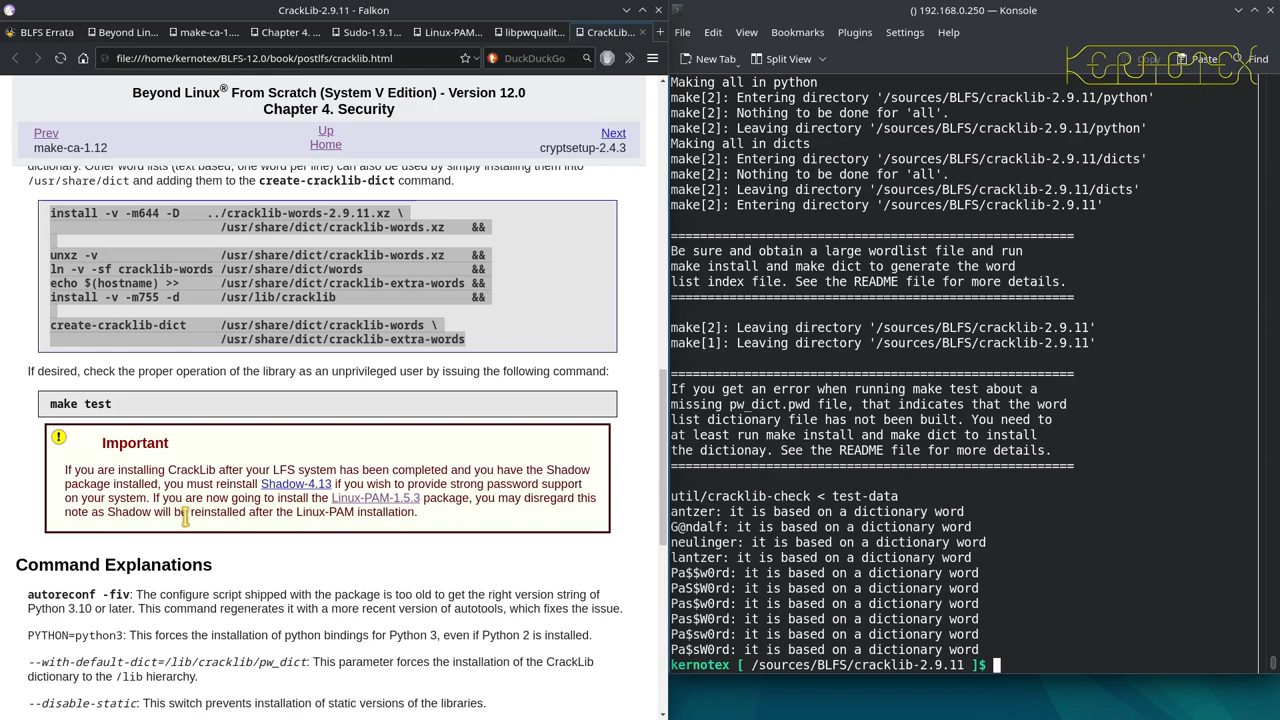 CrackLib-2.9.11 - Falkon
() 192.168.0.250 — Konsole
BLFS Errata
Beyond Lin...
make-ca-1...
Chapter 4. ...
Sudo-1.9.1...
Linux-PAM...
libpwqualit...
CrackLib...
File Edit View Bookmarks Plugins Settings Help
file:///home/kernotex/BLFS-12.0/book/postlfs/cracklib.html
DuckDuckGo
New Tab
Split View
Copy
Paste
Find
KERNOTEX
Beyond Linux® From Scratch (System V Edition) - Version 12.0
Chapter 4. Security
Prev
Up
Next
make-ca-1.12
Home
cryptsetup-2.4.3
dictionary. Other word lists (text based, one word per line) can also be used by simply installing them into
/usr/share/dict and adding them to the create-cracklib-dict command.
install -v -m644 -D ../cracklib-words-2.9.11.xz \
/usr/share/dict/cracklib-words.xz &&
unxz -v /usr/share/dict/cracklib-words.xz &&
ln -v -sf cracklib-words /usr/share/dict/words &&
echo $(hostname) >> /usr/share/dict/cracklib-extra-words &&
install -v -m755 -d /usr/lib/cracklib &&
create-cracklib-dict /usr/share/dict/cracklib-words \
/usr/share/dict/cracklib-extra-words
If desired, check the proper operation of the library as an unprivileged user by issuing the following command:
make test
Important
If you are installing CrackLib after your LFS system has been completed and you have the Shadow
package installed, you must reinstall Shadow-4.13 if you wish to provide strong password support
on your system. If you are now going to install the Linux-PAM-1.5.3 package, you may disregard this
note as Shadow will be reinstalled after the Linux-PAM installation.
Command Explanations
autoreconf -fiv: The configure script shipped with the package is too old to get the right version string of
Python 3.10 or later. This command regenerates it with a more recent version of autotools, which fixes the issue.
PYTHON=python3: This forces the installation of python bindings for Python 3, even if Python 2 is installed.
--with-default-dict=/lib/cracklib/pw_dict: This parameter forces the installation of the CrackLib
dictionary to the /lib hierarchy.
--disable-static: This switch prevents installation of static versions of the libraries.
Making all in python
make[2]: Entering directory '/sources/BLFS/cracklib-2.9.11/python'
make[2]: Nothing to be done for 'all'.
make[2]: Leaving directory '/sources/BLFS/cracklib-2.9.11/python'
Making all in dicts
make[2]: Entering directory '/sources/BLFS/cracklib-2.9.11/dicts'
make[2]: Nothing to be done for 'all'.
make[2]: Leaving directory '/sources/BLFS/cracklib-2.9.11/dicts'
make[2]: Entering directory '/sources/BLFS/cracklib-2.9.11'
=====================================================
Be sure and obtain a large wordlist file and run
make install and make dict to generate the word
list index file. See the README file for more details.
=====================================================
make[2]: Leaving directory '/sources/BLFS/cracklib-2.9.11'
make[1]: Leaving directory '/sources/BLFS/cracklib-2.9.11'
=====================================================
If you get an error when running make test about a
missing pw_dict.pwd file, that indicates that the word
list dictionary file has not been built. You need to
at least run make install and make dict to install
the dictionay. See the README file for more details.
=====================================================
util/cracklib-check < test-data
antzer: it is based on a dictionary word
G@ndalf: it is based on a dictionary word
neulinger: it is based on a dictionary word
lantzer: it is based on a dictionary word
Pa$$w0rd: it is based on a dictionary word
PaS$W0rd: it is based on a dictionary word
Pas$w0rd: it is based on a dictionary word
Pas$W0rd: it is based on a dictionary word
Pa$sw0rd: it is based on a dictionary word
Pa$sW0rd: it is based on a dictionary word
kernotex [ /sources/BLFS/cracklib-2.9.11 ]$